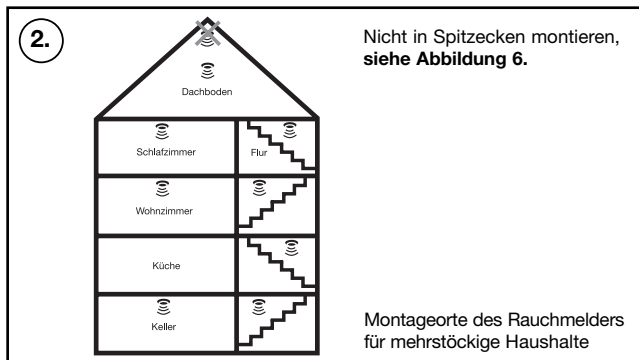 2.
Nicht in Spitzecken montieren,
siehe Abbildung 6.
Dachboden
Schlafzimmer
Flur
Wohnzimmer
Küche
Keller
Montageorte des Rauchmelders
für mehrstöckige Haushalte